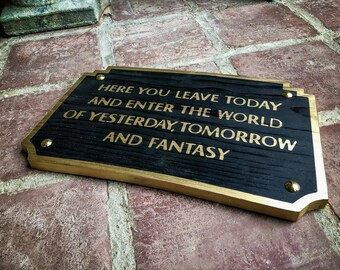 HERE YOU LEAVE TODAY
AND ENTER THE WORLD
OF YESTERDAY, TOMORROW
AND FANTASY